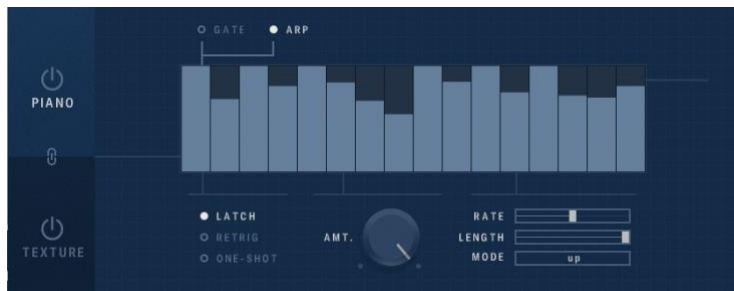 GATE ARP
PIANO
LATCH
RETRIG
ONE-SHOT
AMT.
RATE
LENGTH
MODE up
TEXTURE